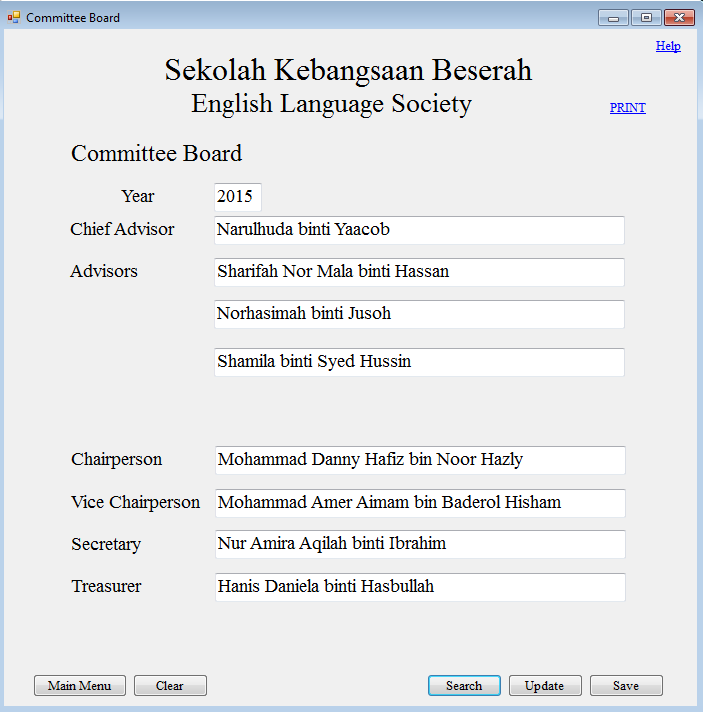 Committee Board
Help
Sekolah Kebangsaan Beserah
English Language Society
PRINT
Committee Board
Year 2015
Chief Advisor Narulhuda binti Yaacob
Advisors Sharifah Nor Mala binti Hassan
Norhasimah binti Jusoh
Shamila binti Syed Hussin
Chairperson Mohammad Danny Hafiz bin Noor Hazly
Vice Chairperson Mohammad Amer Aimam bin Baderol Hisham
Secretary Nur Amira Aqilah binti Ibrahim
Treasurer Hanis Daniela binti Hasbullah
Main Menu Clear Search Update Save